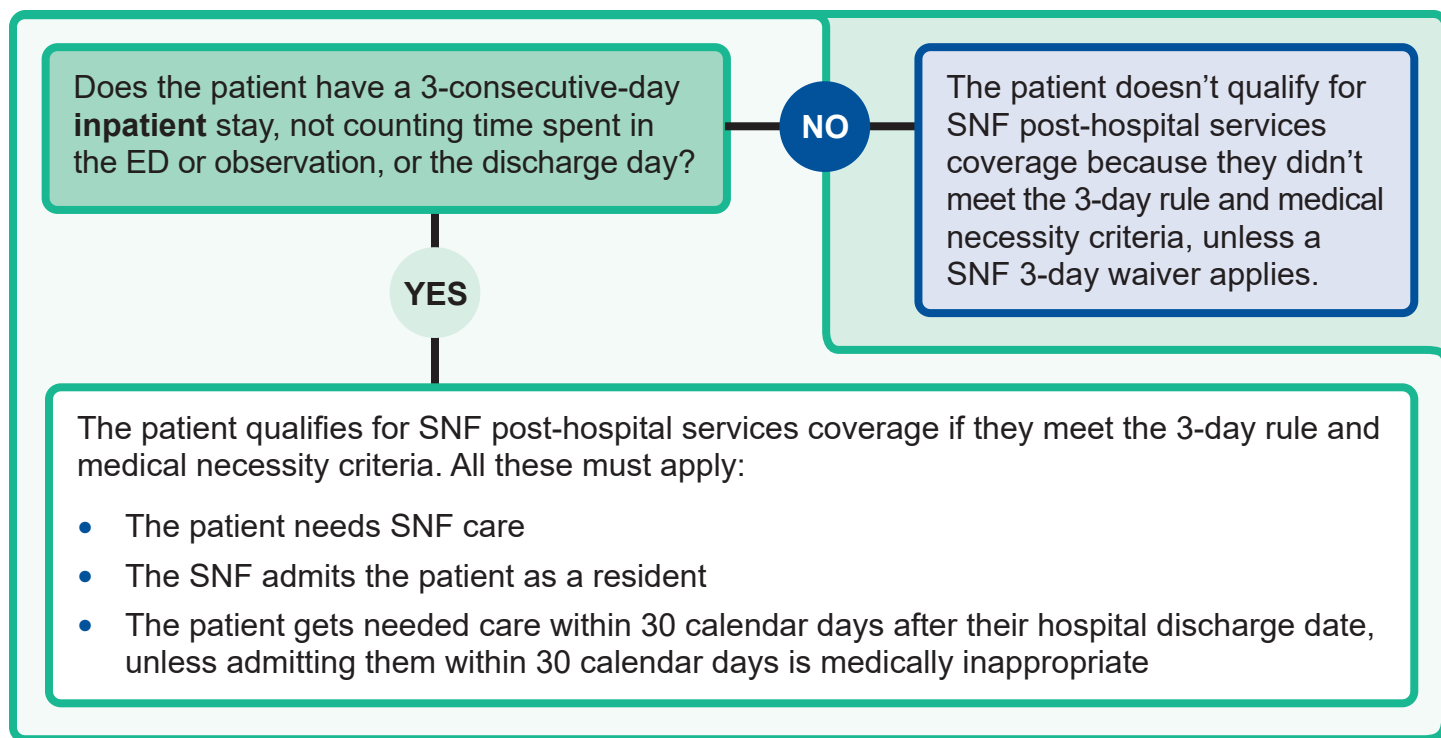 Does the patient have a 3-consecutive-day
inpatient stay, not counting time spent in
the ED or observation, or the discharge day?
NO
The patient doesn’t qualify for
SNF post-hospital services
coverage because they didn’t
meet the 3-day rule and medical
necessity criteria, unless a
SNF 3-day waiver applies.
YES
The patient qualifies for SNF post-hospital services coverage if they meet the 3-day rule and
medical necessity criteria. All these must apply:
• The patient needs SNF care
• The SNF admits the patient as a resident
• The patient gets needed care within 30 calendar days after their hospital discharge date,
unless admitting them within 30 calendar days is medically inappropriate